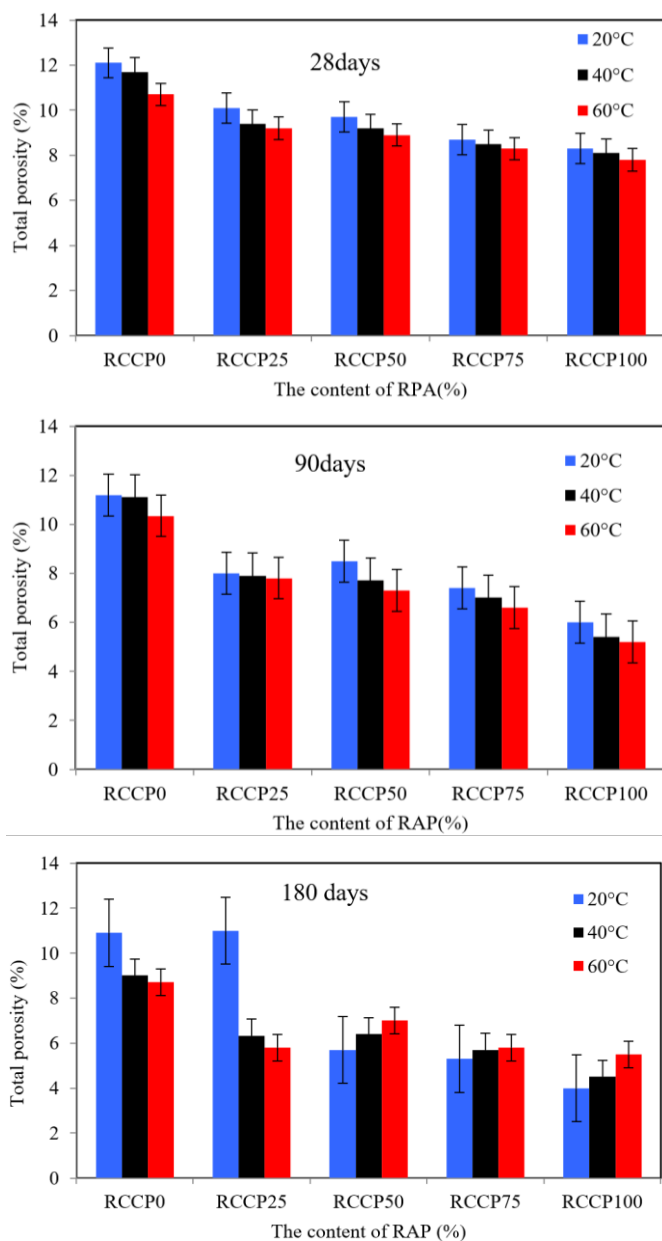 14
12
10
8
6
4
2
0
Total porosity (%)
28days
20°C
40°C
60°C
RCCP0 RCCP25 RCCP50 RCCP75 RCCP100
The content of RPA(%)
14
12
10
8
6
4
2
0
Total porosity (%)
90days
20°C
40°C
60°C
RCCP0 RCCP25 RCCP50 RCCP75 RCCP100
The content of RAP(%)
14
12
10
8
6
4
2
0
Total porosity (%)
180 days
20°C
40°C
60°C
RCCP0 RCCP25 RCCP50 RCCP75 RCCP100
The content of RAP (%)